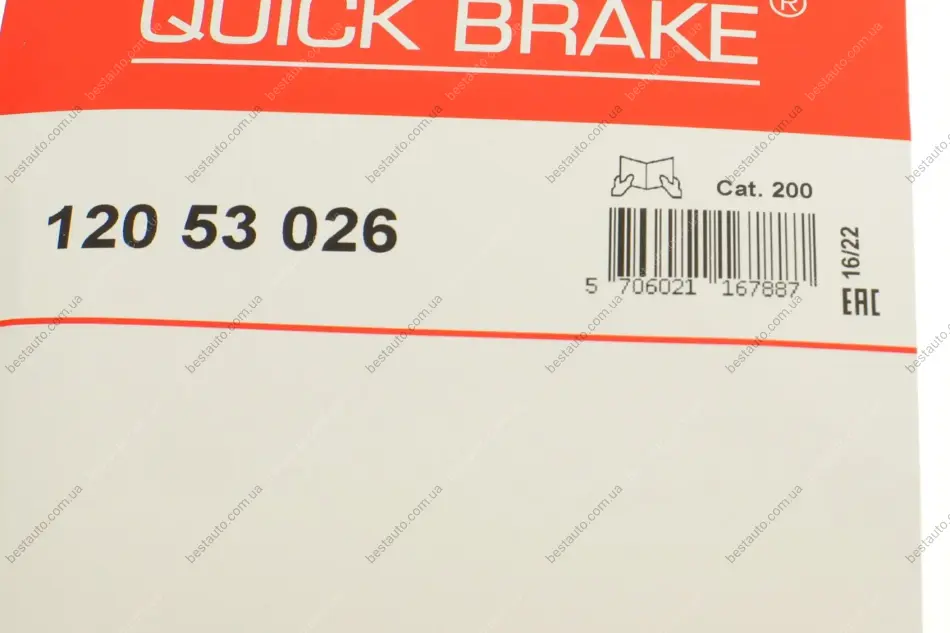 QUICK BRAKE®
Cat. 200
120 53 026
5 706021 167887
16/22
EAC
bestauto.com.ua